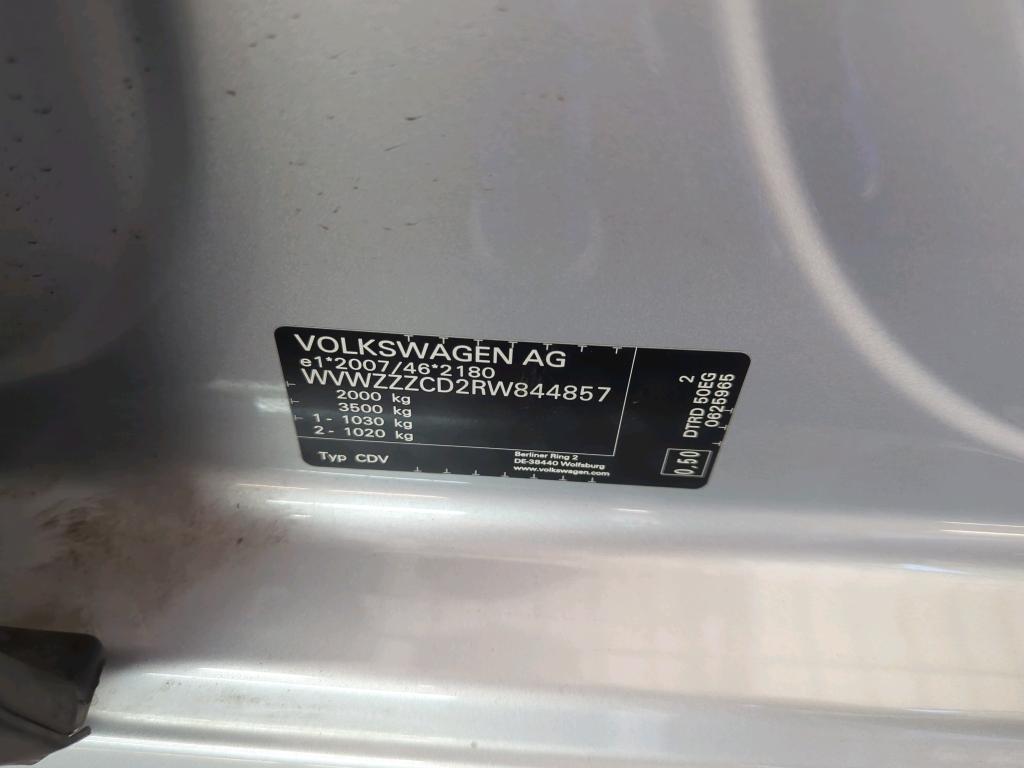 VOLKSWAGEN AG
e1*2007/46*2180
WVWZZZCD2RW844857
2000 kg
3500 kg
1 - 1030 kg
2 - 1020 kg
Typ CDV
Berliner Ring 2
DE-38440 Wolfsburg
www.volkswagen.com
2
DTRD 50EG
0625965
0.50